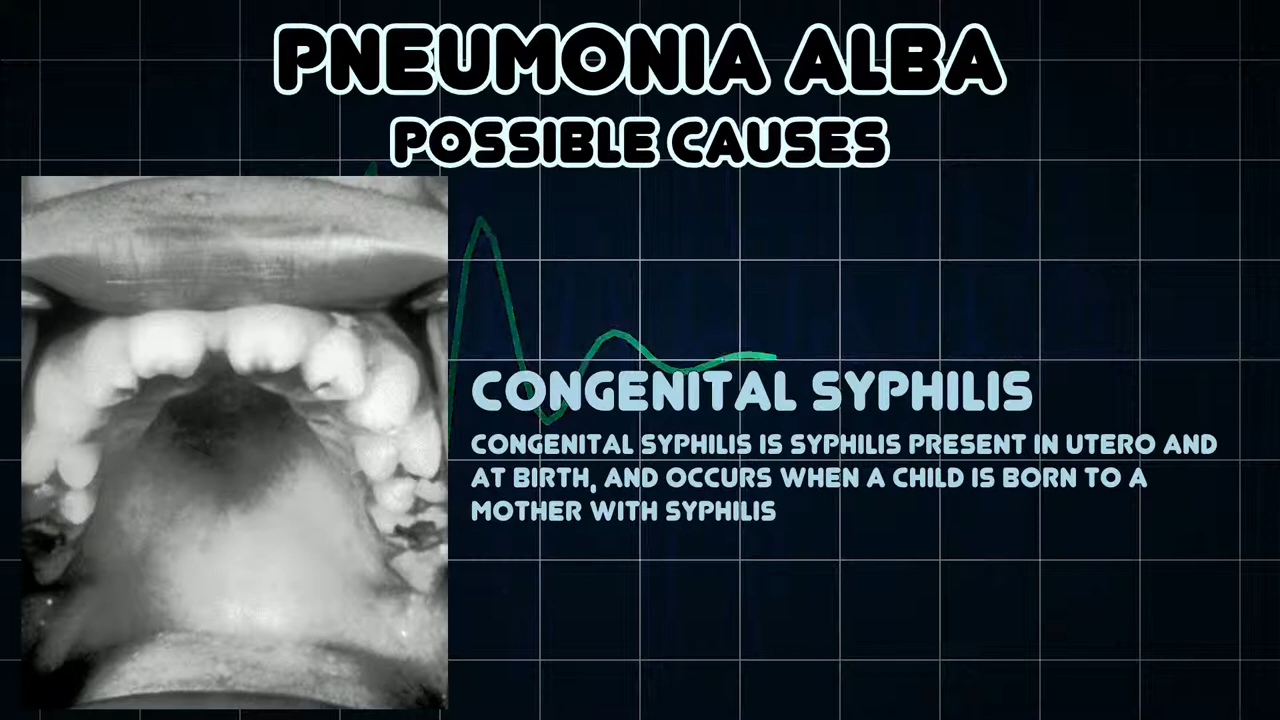 PNEUMONIA ALBA
POSSIBLE CAUSES
CONGENITAL SYPHILIS
CONGENITAL SYPHILIS IS SYPHILIS PRESENT IN UTERO AND
AT BIRTH, AND OCCURS WHEN A CHILD IS BORN TO A
MOTHER WITH SYPHILIS